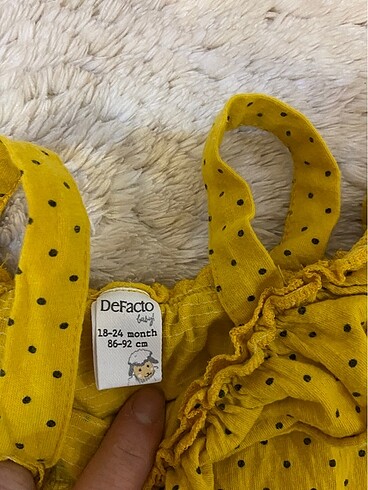 DeFacto
baby!
18-24 month
86-92 cm